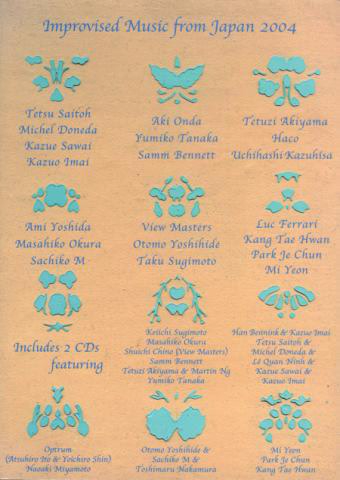 Improvised Music from Japan 2004
Tetsu Saitoh
Michel Doneda
Kazue Sawai
Kazuo Imai
Aki Onda
Yumiko Tanaka
Samm Bennett
Tetuzi Akiyama
Haco
Uchihashi Kazuhisa
Ami Yoshida
Masahiko Okura
Sachiko M
View Masters
Otomo Yoshihide
Taku Sugimoto
Luc Ferrari
Kang Tae Hwan
Park Je Chun
Mi Yeon
Includes 2 CDs
featuring
Keiichi Sugimoto
Masahiko Okura
Shuichi Chino (View Masters)
Samm Bennett
Tetuzi Akiyama & Martin Ng
Yumiko Tanaka
Han Bennink & Kazuo Imai
Tetsu Saitoh &
Michel Doneda &
Lê Quan Ninh &
Kazue Sawai &
Kazuo Imai
Optrum
(Atsuhiro Ito & Yoichiro Shin)
Naoaki Miyamoto
Otomo Yoshihide &
Sachiko M &
Toshimaru Nakamura
Mi Yeon
Park Je Chun
Kang Tae Hwan